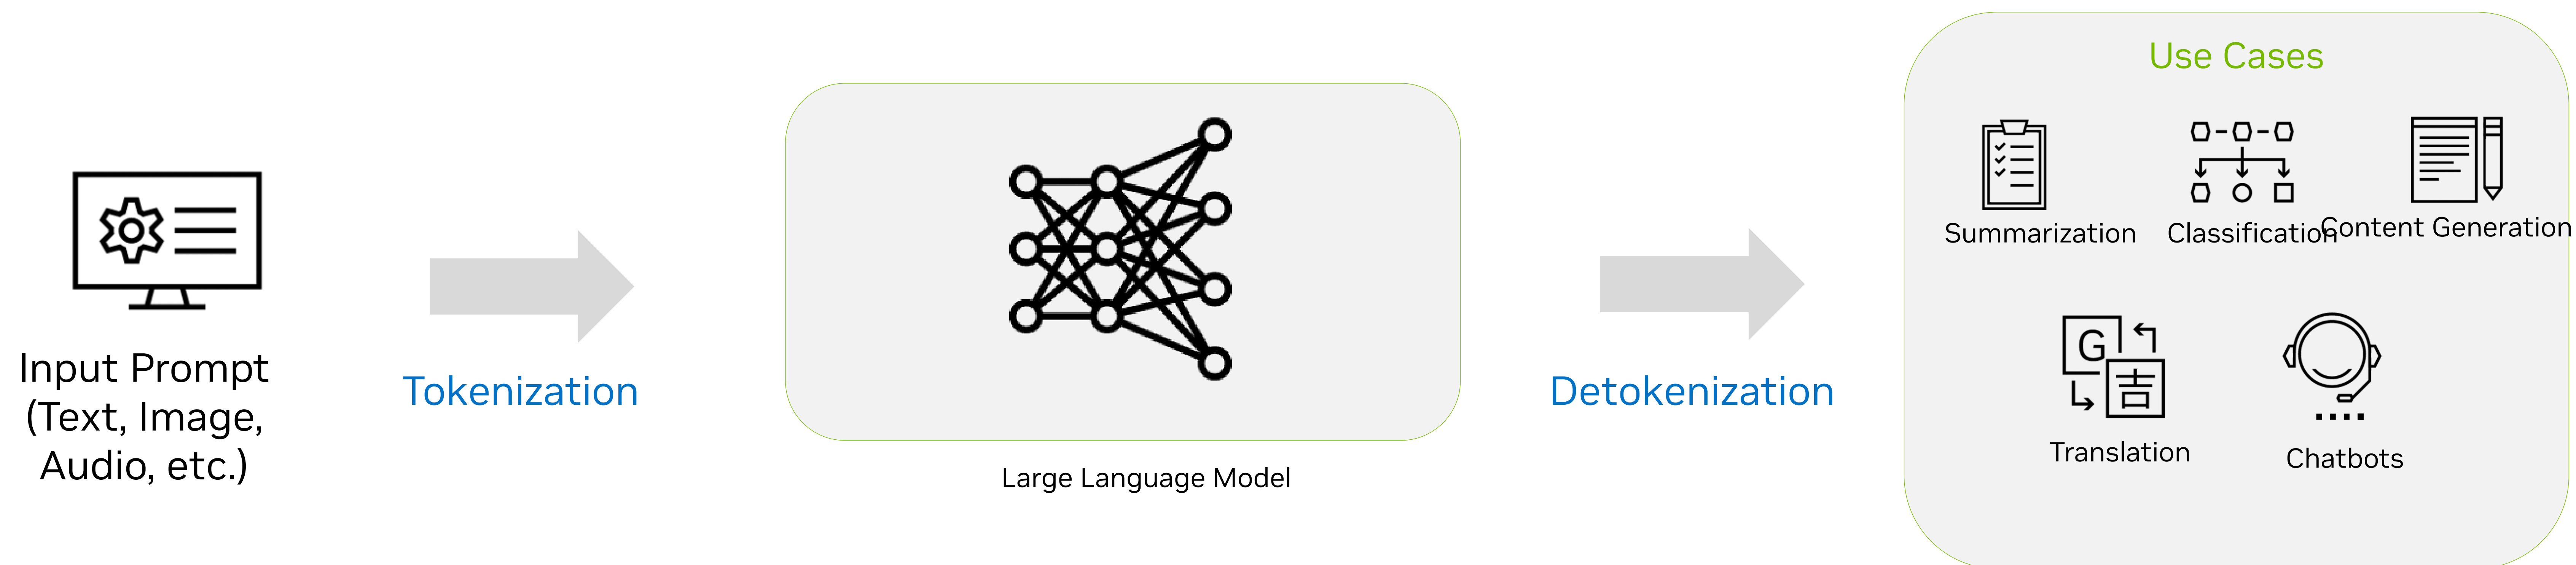 Use Cases
Input Prompt
(Text, Image,
Audio, etc.)
Tokenization
Large Language Model
Detokenization
Summarization
Classification
Content Generation
G
吉
Translation
Chatbots